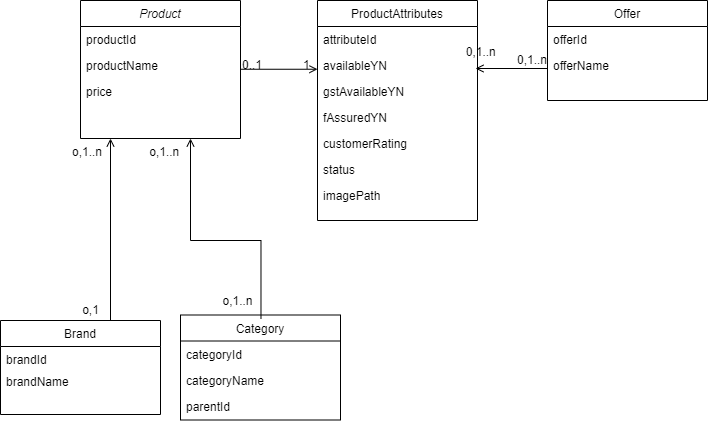 Product
productId
productName
price
0..1
1
ProductAttributes
attributeId
availableYN
gstAvailableYN
fAssuredYN
customerRating
status
imagePath
0,1..n
0,1..n
Offer
offerId
offerName
o,1..n
o,1..n
o,1
o,1..n
Brand
brandId
brandName
Category
categoryId
categoryName
parentId